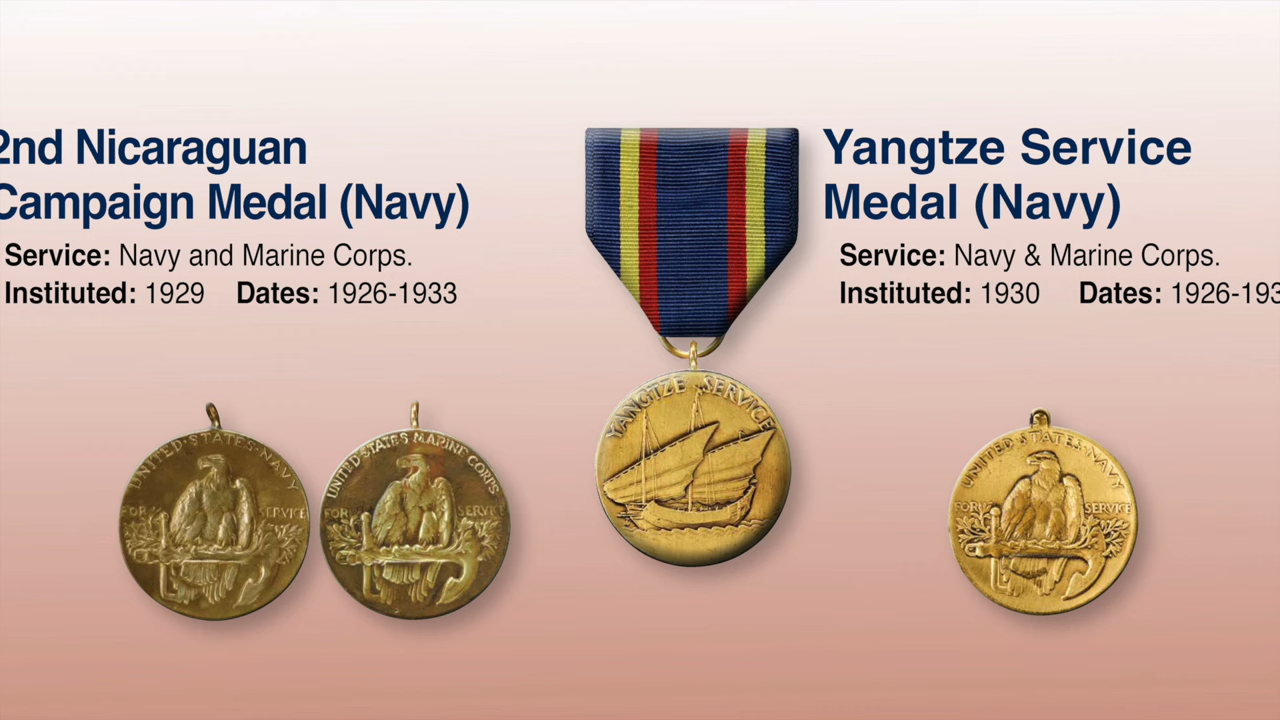 2nd Nicaraguan
Campaign Medal (Navy)
Service: Navy and Marine Corps.
Instituted: 1929 Dates: 1926-1933
Yangtze Service
Medal (Navy)
Service: Navy & Marine Corps.
Instituted: 1930 Dates: 1926-193
UNITED·STATES·NAVY
FOR SERVICE
UNITED STATES MARINE CORPS
FOR SERVICE
YANGTZE SERVICE
UNITED·STATES·NAVY
FOR SERVICE